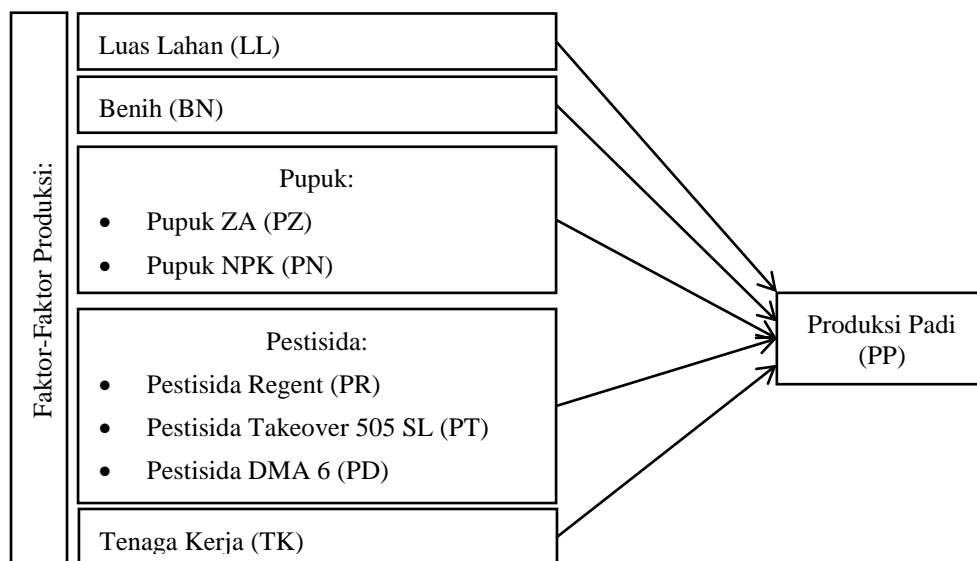 Faktor-Faktor Produksi:
Luas Lahan (LL)
Benih (BN)
Pupuk:
• Pupuk ZA (PZ)
• Pupuk NPK (PN)
Pestisida:
• Pestisida Regent (PR)
• Pestisida Takeover 505 SL (PT)
• Pestisida DMA 6 (PD)
Tenaga Kerja (TK)
Produksi Padi
(PP)